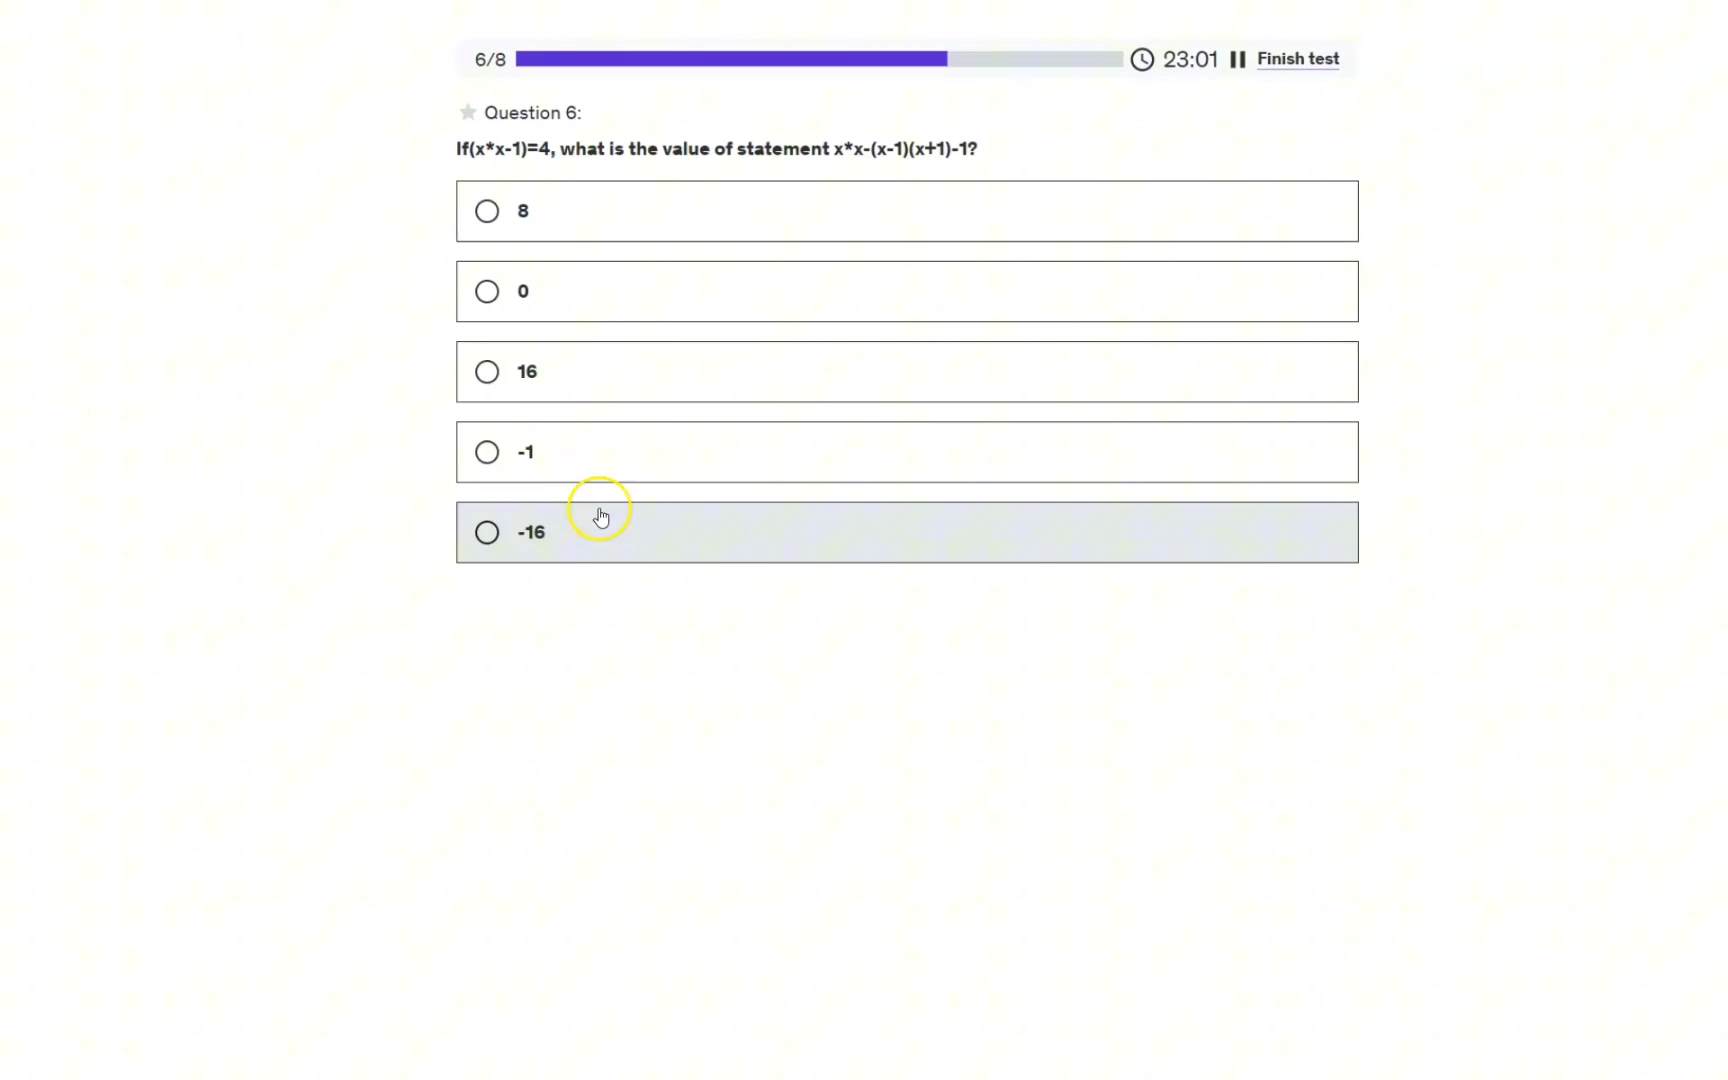 6/8 23:01 Finish test
Question 6:
If(x*x-1)=4, what is the value of statement x*x-(x-1)(x+1)-1?
8
0
16
-1
-16